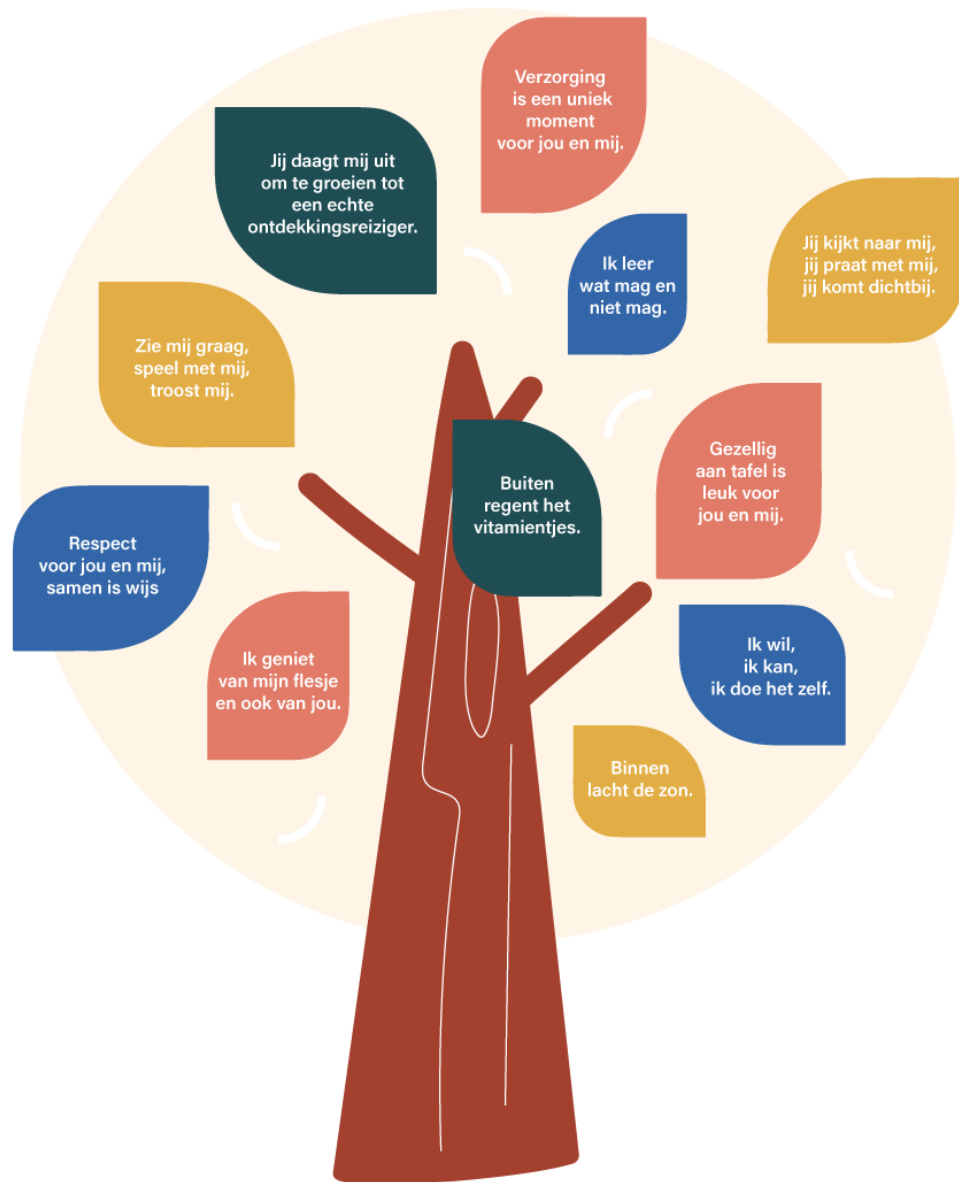 Verzorging
is een uniek
moment
voor jou en mij.
Jij daagt mij uit
om te groeien tot
een echte
ontdekkingsreiziger.
Jij kijkt naar mij,
jij praat met mij,
jij komt dichtbij.
Ik leer
wat mag en
niet mag.
Zie mij graag,
speel met mij,
troost mij.
Gezellig
aan tafel is
leuk voor
jou en mij.
Buiten
regent het
vitamientjes.
Respect
voor jou en mij,
samen is wijs
Ik geniet
van mijn flesje
en ook van jou.
Ik wil,
ik kan,
ik doe het zelf.
Binnen
lacht de zon.